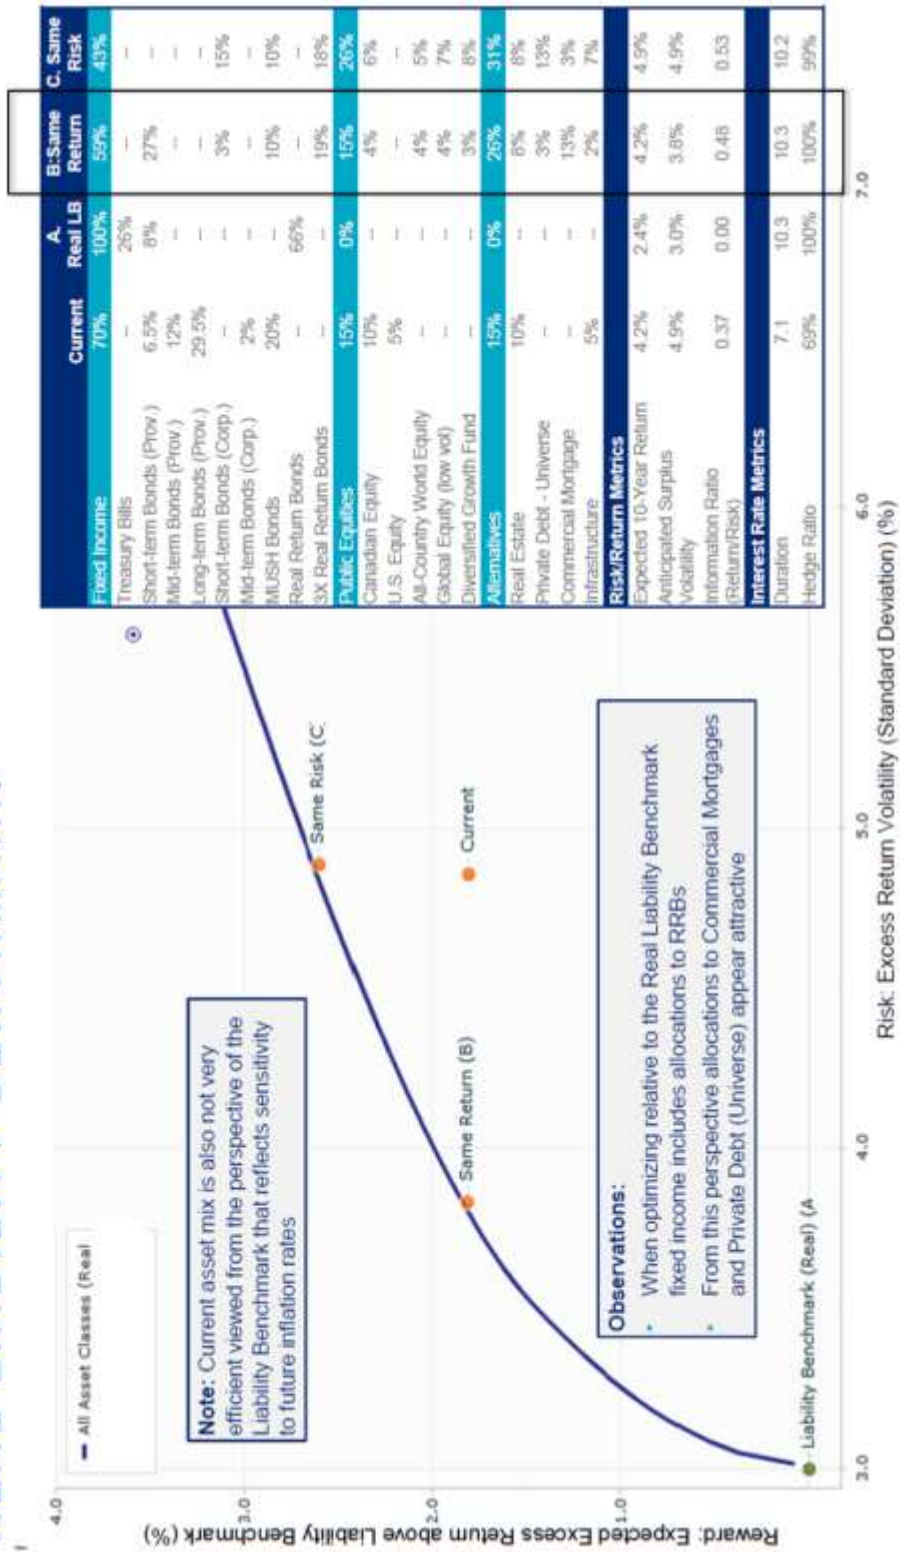 All Asset Classes (Real
Note: Current asset mix is also not very
efficient viewed from the perspective of the
Liability Benchmark that reflects sensitivity
to future inflation rates
Observations:
• When optimizing relative to the Real Liability Benchmark
fixed income includes allocations to RRBs
• From this perspective allocations to Commercial Mortgages
and Private Debt (Universe) appear attractive
Liability Benchmark (Real) (A
Same Return (B)
Same Risk (C
Current
Reward: Expected Excess Return above Liability Benchmark (%)
4.0
3.0
2.0
1.0
3.0 4.0 5.0 6.0 7.0
Risk: Excess Return Volatility (Standard Deviation) (%)
Current A. Real LB B:Same Return C. Same Risk
Fixed Income 70% 100% 59% 43%
Treasury Bills -- 26% -- --
Short-term Bonds (Prov.) 6.5% 8% 27% --
Mid-term Bonds (Prov.) 12% -- -- --
Long-term Bonds (Prov.) 29.5% -- -- --
Short-term Bonds (Corp.) -- -- 3% 15%
Mid-term Bonds (Corp.) 2% -- -- --
MUSH Bonds 20% -- 10% 10%
Real Return Bonds -- 66% -- --
3X Real Return Bonds -- -- 19% 18%
Public Equities 15% 0% 15% 26%
Canadian Equity 10% -- 4% 6%
U.S. Equity 5% -- -- --
All-Country World Equity -- -- 4% 5%
Global Equity (low vol) -- -- 4% 7%
Diversified Growth Fund -- -- 3% 8%
Alternatives 15% 0% 26% 31%
Real Estate 10% -- 8% 8%
Private Debt - Universe -- -- 3% 13%
Commercial Mortgage -- -- 13% 3%
Infrastructure 5% -- 2% 7%
Risk/Return Metrics
Expected 10-Year Return 4.2% 2.4% 4.2% 4.9%
Anticipated Surplus
Volatility 4.9% 3.0% 3.8% 4.9%
Information Ratio
(Return/Risk) 0.37 0.00 0.48 0.53
Interest Rate Metrics
Duration 7.1 10.3 10.3 10.2
Hedge Ratio 69% 100% 100% 99%